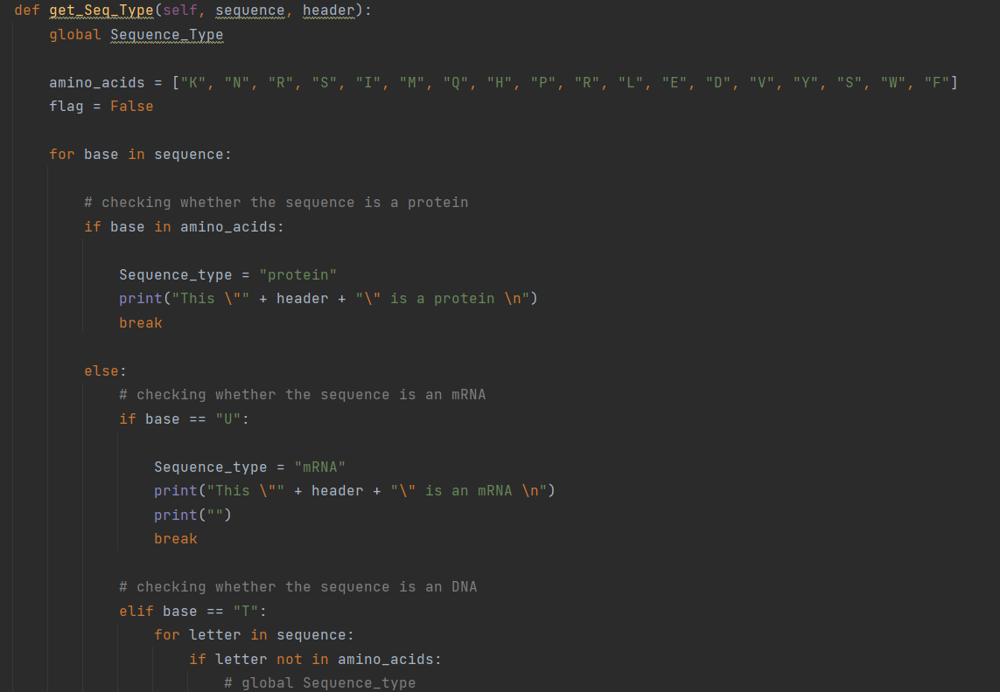 def get_Seq_Type(self, sequence, header):
global Sequence_Type
amino_acids = ["K", "N", "R", "S", "I", "M", "Q", "H", "P", "R", "L", "E", "D", "V", "Y", "S", "W", "F"]
flag = False
for base in sequence:
# checking whether the sequence is a protein
if base in amino_acids:
Sequence_type = "protein"
print("This \"" + header + "\" is a protein \n")
break
else:
# checking whether the sequence is an mRNA
if base == "U":
Sequence_type = "mRNA"
print("This \"" + header + "\" is an mRNA \n")
print("")
break
# checking whether the sequence is an DNA
elif base == "T":
for letter in sequence:
if letter not in amino_acids:
# global Sequence_type